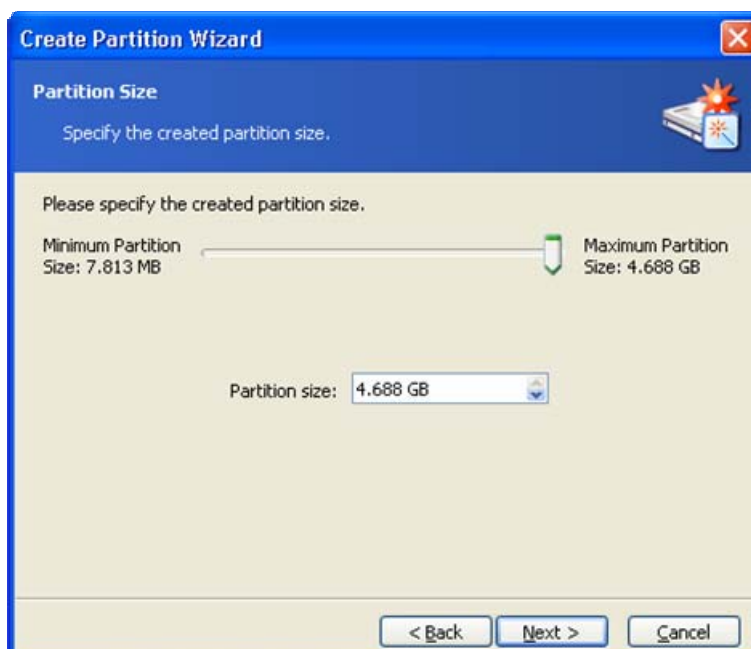 Create Partition Wizard
Partition Size
Specify the created partition size.
Please specify the created partition size.
Minimum Partition
Size: 7.813 MB
Maximum Partition
Size: 4.688 GB
Partition size:
4.688 GB
< Back
Next >
Cancel